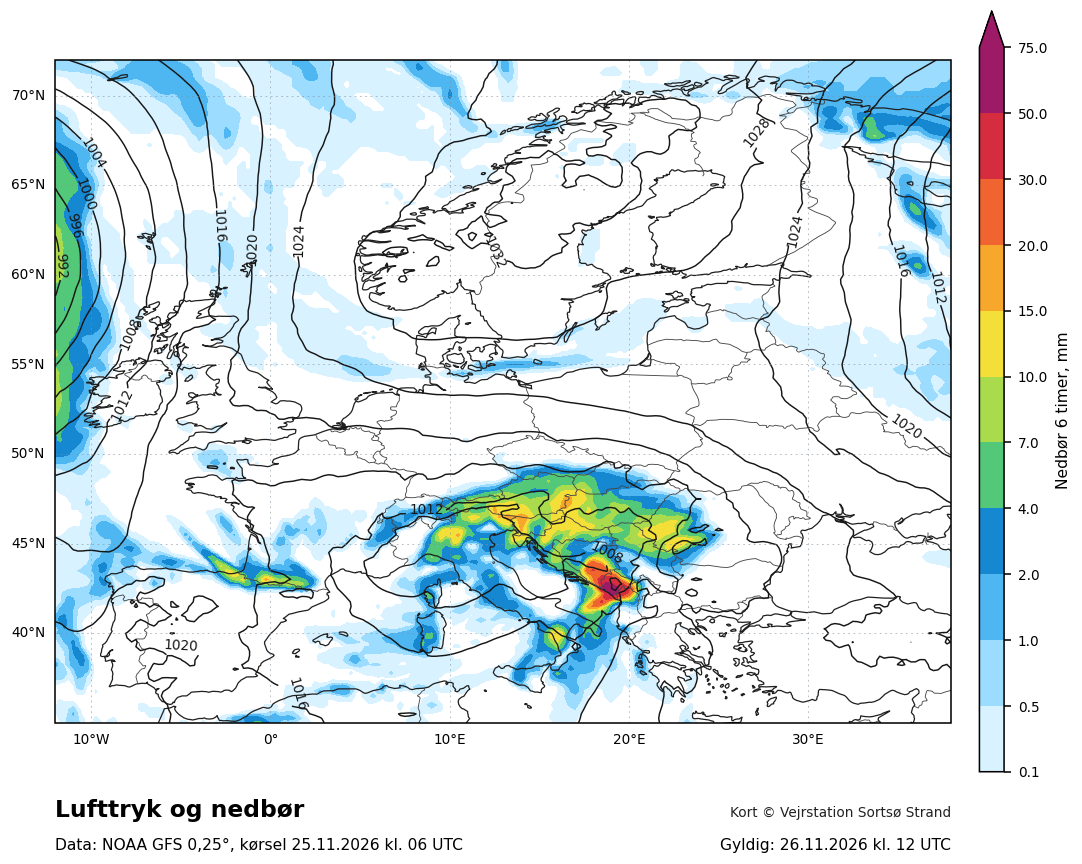 75.0
50.0
30.0
20.0
15.0
10.0
7.0
4.0
2.0
1.0
0.5
0.1
Nedbør 6 timer, mm
70°N
65°N
60°N
55°N
50°N
45°N
40°N
10°W
0°
10°E
20°E
30°E
1004
1000
996
992
1008
1012
1016
1020
1024
1028
1024
1016
1012
1020
1012
1008
1020
1016
Lufttryk og nedbør
Kort © Vejrstation Sortsø Strand
Data: NOAA GFS 0,25°, kørsel 25.11.2026 kl. 06 UTC
Gyldig: 26.11.2026 kl. 12 UTC